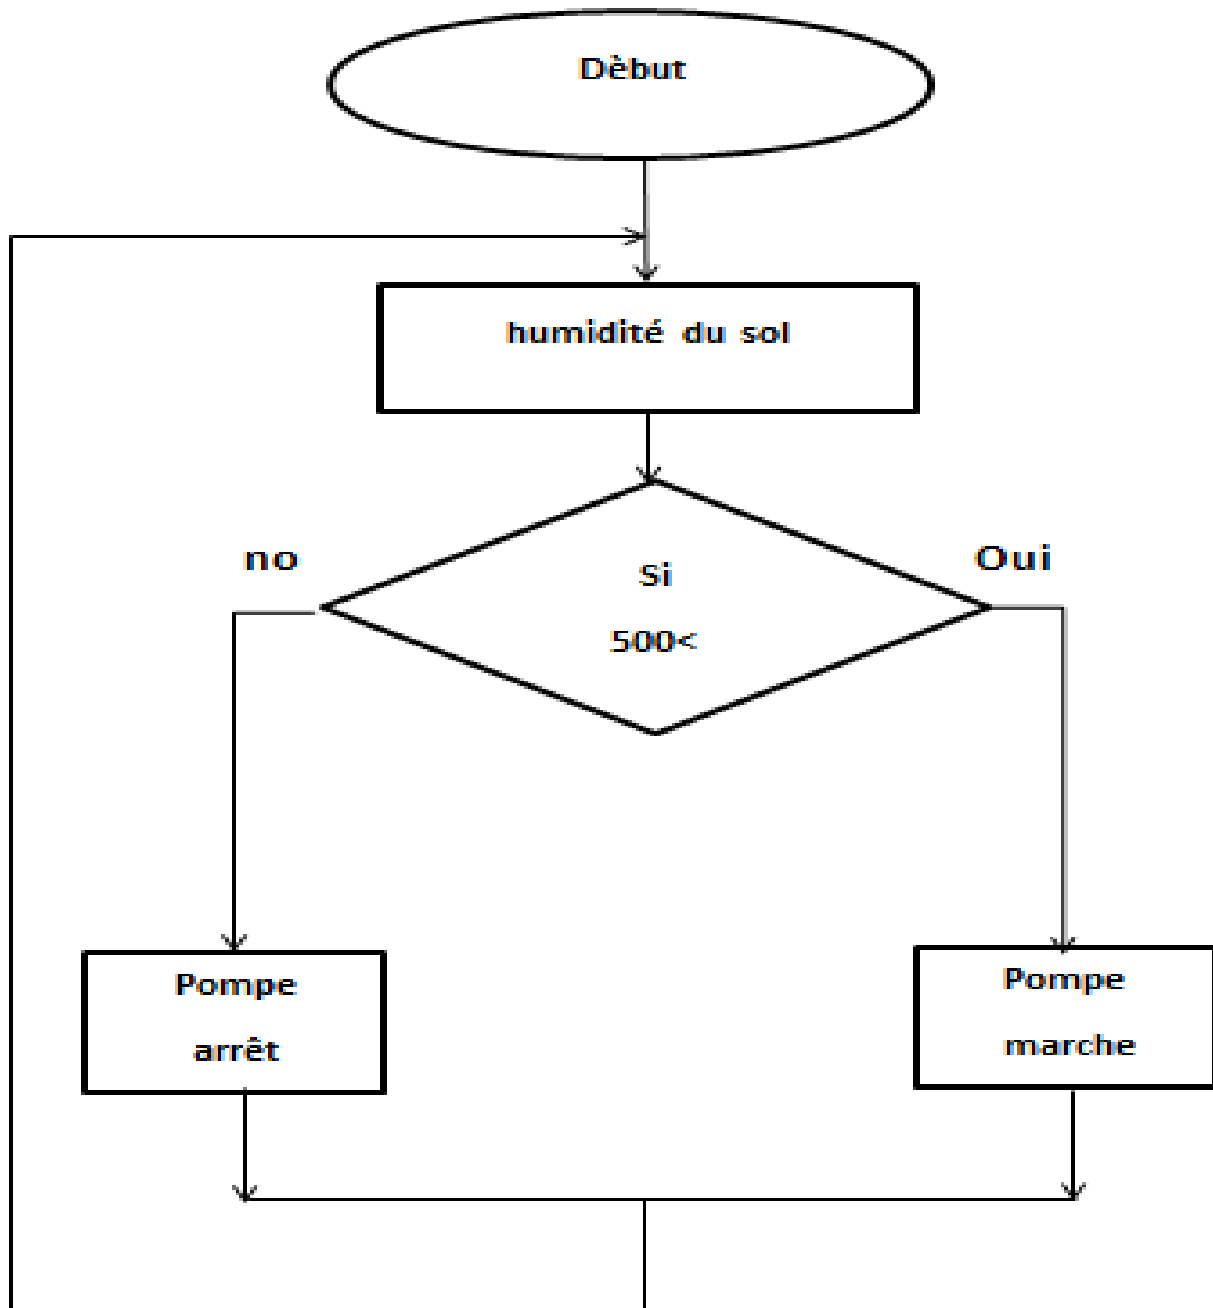 Dèbut
humidité du sol
no
Oui
Si
500<
Pompe
arrêt
Pompe
marche